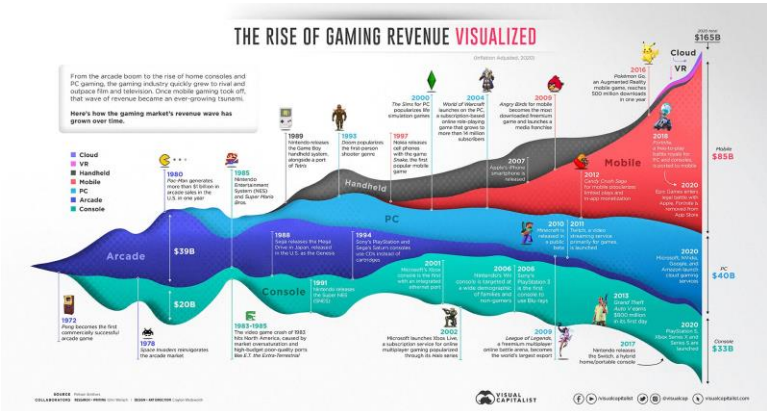 THE RISE OF GAMING REVENUE VISUALIZED
(Inflation Adjusted, 2020)
From the arcade boom to the rise of home consoles and
PC gaming, the gaming industry quickly grew to rival and
outpace film and television. Once mobile gaming took off,
that wave of revenue became an ever-growing tsunami.
Here's how the gaming market's revenue wave has
grown over time.
Cloud
VR
Handheld
Mobile
PC
Arcade
Console
1972
Pong becomes the first
commercially successful
arcade game
1978
Space Invaders reinvigorates
the arcade market
1980
Pac-Man generates
more than $1 billion in
arcade sales in the
U.S. in one year
1985
Nintendo
Entertainment
System (NES)
and Super Mario
Bros.
1983-1985
The video game crash of 1983
hits North America, caused by
market oversaturation and
high-budget poor-quality ports
like E.T. the Extra-Terrestrial
1988
Sega releases the Mega
Drive in Japan, released
in the U.S. as the Genesis
1989
Nintendo releases
the Game Boy
handheld system,
alongside a port
of Tetris
1991
Nintendo releases
the Super NES
(SNES)
1993
Doom popularizes
the first-person
shooter genre
1994
Sony's PlayStation and
Sega's Saturn consoles
use CDs instead of
cartridges
1997
Nokia releases
cell phones
with the game
Snake, the first
popular mobile
game
2000
The Sims for PC
popularizes life
simulation games
2001
Microsoft's Xbox
console is the first
with an integrated
ethernet port
2002
Microsoft launches Xbox Live,
a subscription service for online
multiplayer gaming popularized
through its Halo series
2004
World of Warcraft
launches on the PC,
a subscription-based
online role-playing
game that grows to
more than 14 million
subscribers
2006
Nintendo's Wii
console is targeted at
a wide demographic
of families and
non-gamers
2006
Sony's
PlayStation 3
is the first
console to
use Blu-rays
2007
Apple's iPhone
smartphone is
released
2009
Angry Birds for mobile
becomes the most
downloaded freemium
game and launches a
media franchise
2009
League of Legends,
a freemium multiplayer
online battle arena, becomes
the world's largest esport
2010
Minecraft is
released in
a public
beta
2011
Twitch, a video
streaming service,
primarily for games,
is launched
2012
Candy Crush Saga
for mobile popularizes
limited plays and
in-app monetization
2013
Grand Theft
Auto V earns
$800 million
in its first day
2016
Pokémon Go,
an Augmented Reality
mobile game, reaches
500 million downloads
in one year
2017
Nintendo releases
the Switch, a hybrid
home/portable console
2018
Fortnite,
a free-to-play
battle royale for
PC and consoles,
is ported to mobile
2020
Epic Games enters
legal battle with
Apple, Fortnite is
removed from
App Store
2020
Microsoft, Nvidia,
Google, and
Amazon launch
cloud gaming
services
2020
PlayStation 5,
Xbox Series X and
Series S are
launched
Arcade
$39B
$20B
Console
Handheld
PC
Mobile
Cloud
VR
$165B
Mobile
$85B
PC
$40B
Console
$33B
SOURCE Pelham Smithers
VISUAL
CAPITALIST
/visualcapitalist
@visualcap
visualcapitalist.com